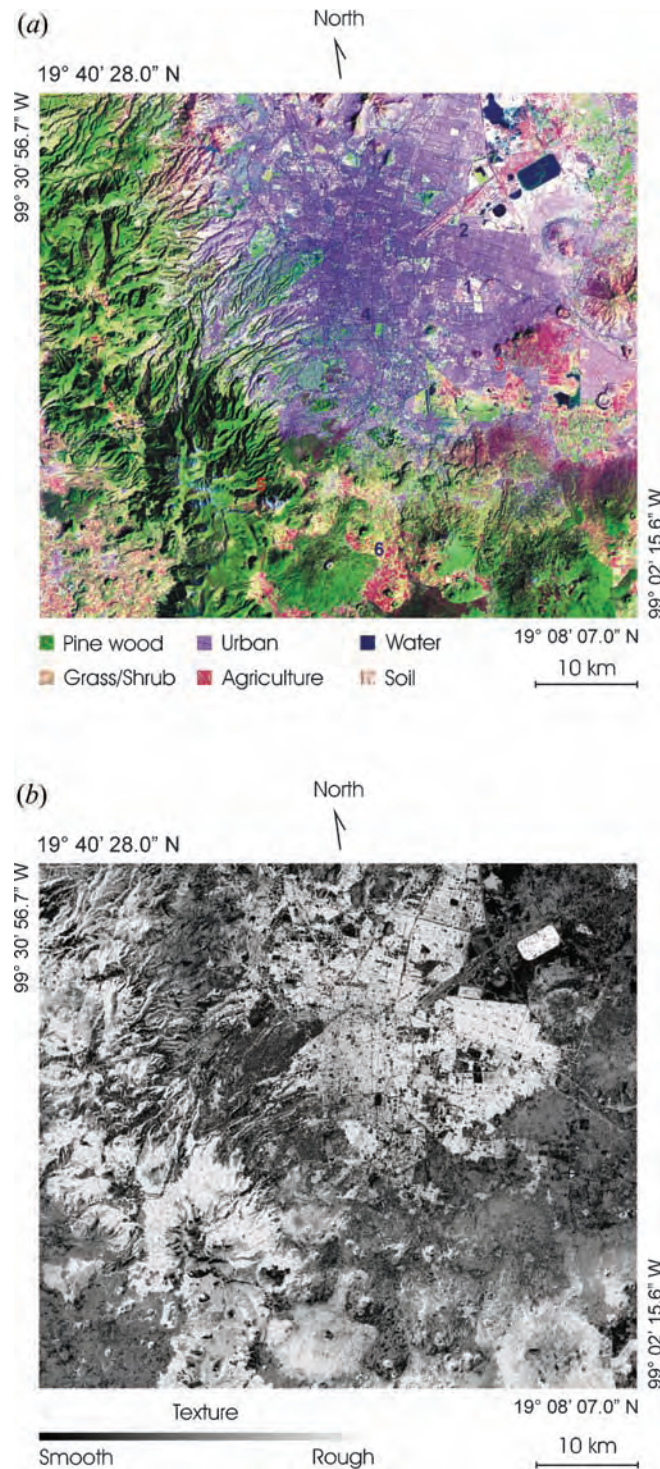 (a)
North
19° 40' 28.0" N
99° 30' 56.7" W
2
1
4
3
5
6
99° 02' 15.6" W
Pine wood Urban Water 19° 08' 07.0" N
Grass/Shrub Agriculture Soil 10 km
(b)
North
19° 40' 28.0" N
99° 30' 56.7" W
99° 02' 15.6" W
Texture 19° 08' 07.0" N
Smooth Rough 10 km